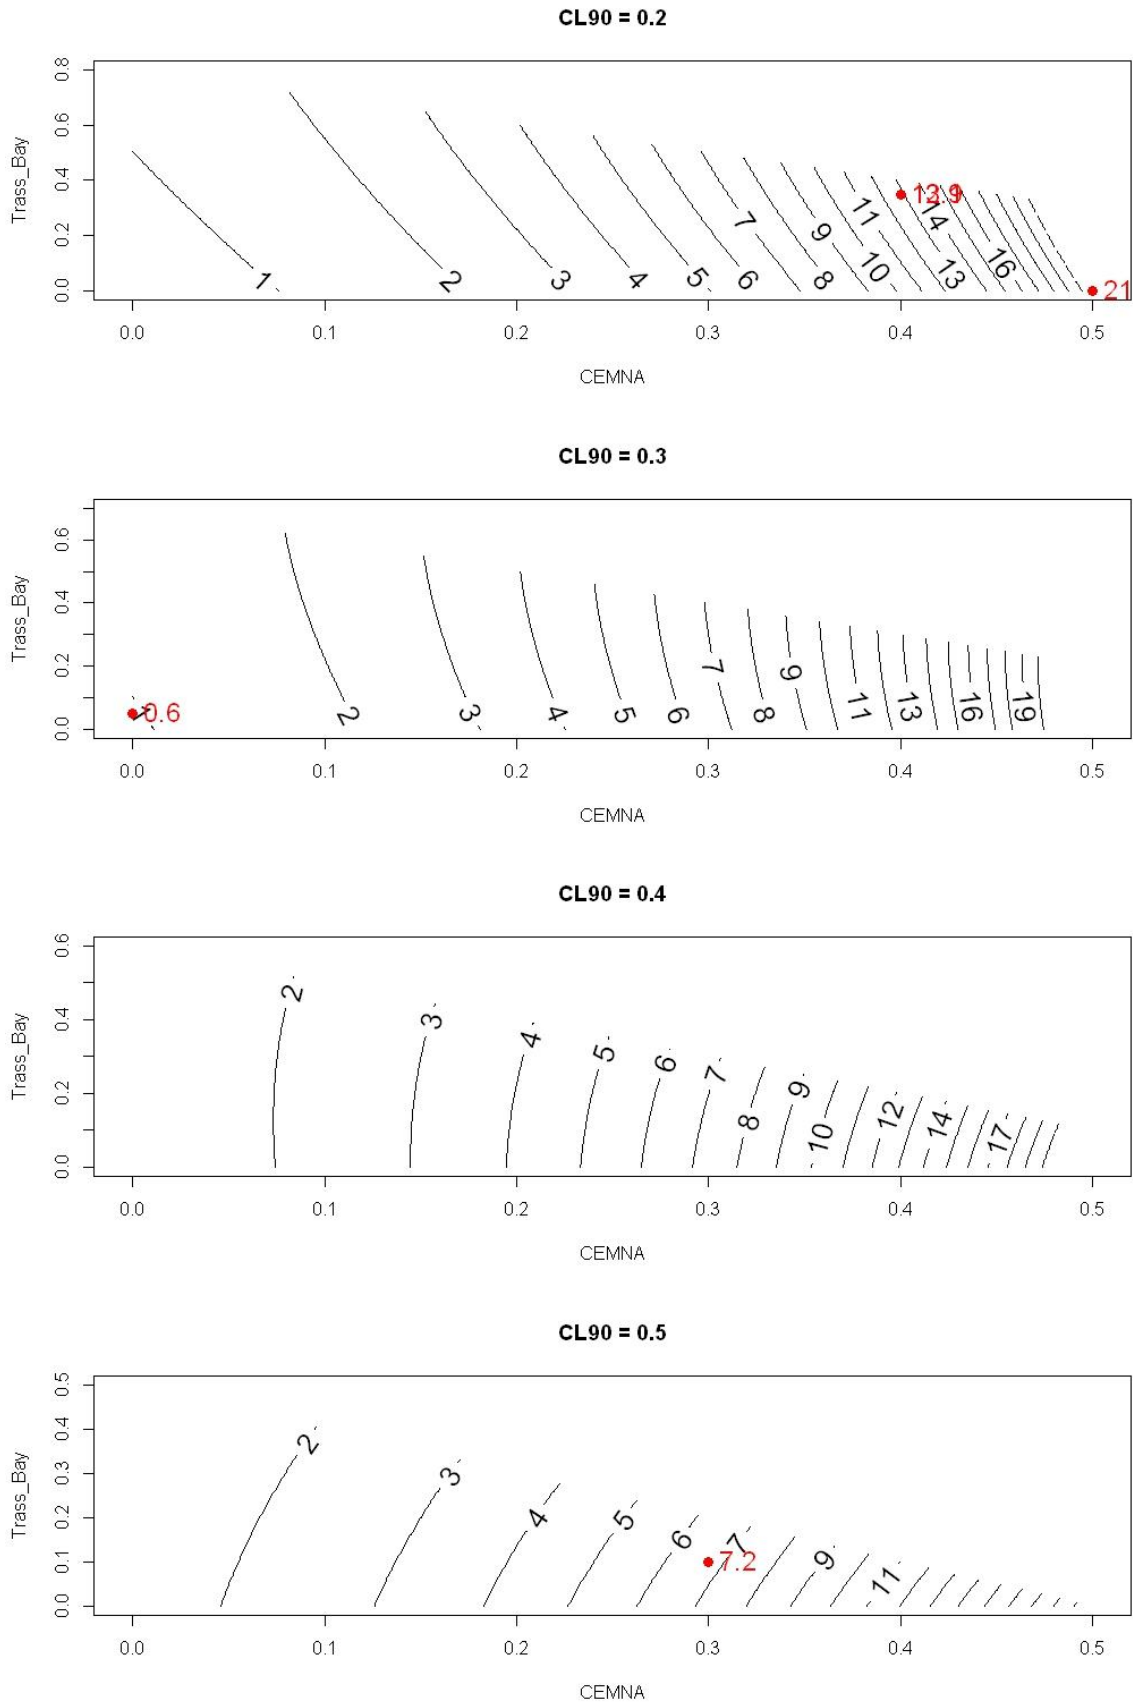 CL90 = 0.2
Trass_Bay
0.0 0.2 0.4 0.6 0.8
1 2 3 4 5 6 7 8 9 10 11 13 14 16
21
0.0 0.1 0.2 0.3 0.4 0.5
CEMNA
CL90 = 0.3
Trass_Bay
0.0 0.2 0.4 0.6
1 2 3 4 5 6 7 8 9 11 13 16 19
0.6
0.0 0.1 0.2 0.3 0.4 0.5
CEMNA
CL90 = 0.4
Trass_Bay
0.0 0.2 0.4 0.6
2 3 4 5 6 7 8 9 10 12 14 17
0.0 0.1 0.2 0.3 0.4 0.5
CEMNA
CL90 = 0.5
Trass_Bay
0.0 0.1 0.2 0.3 0.4 0.5
2 3 4 5 6 7 9 11
7.2
0.0 0.1 0.2 0.3 0.4 0.5
CEMNA